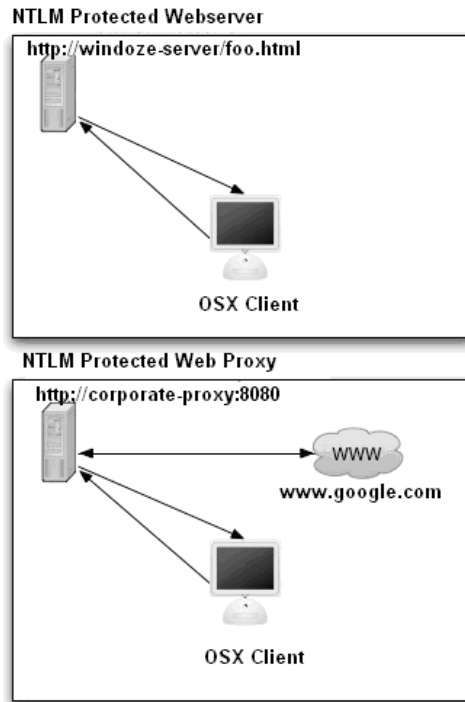 NTLM Protected Webserver
http://windoze-server/foo.html
OSX Client
NTLM Protected Web Proxy
http://corporate-proxy:8080
WWW
www.google.com
OSX Client